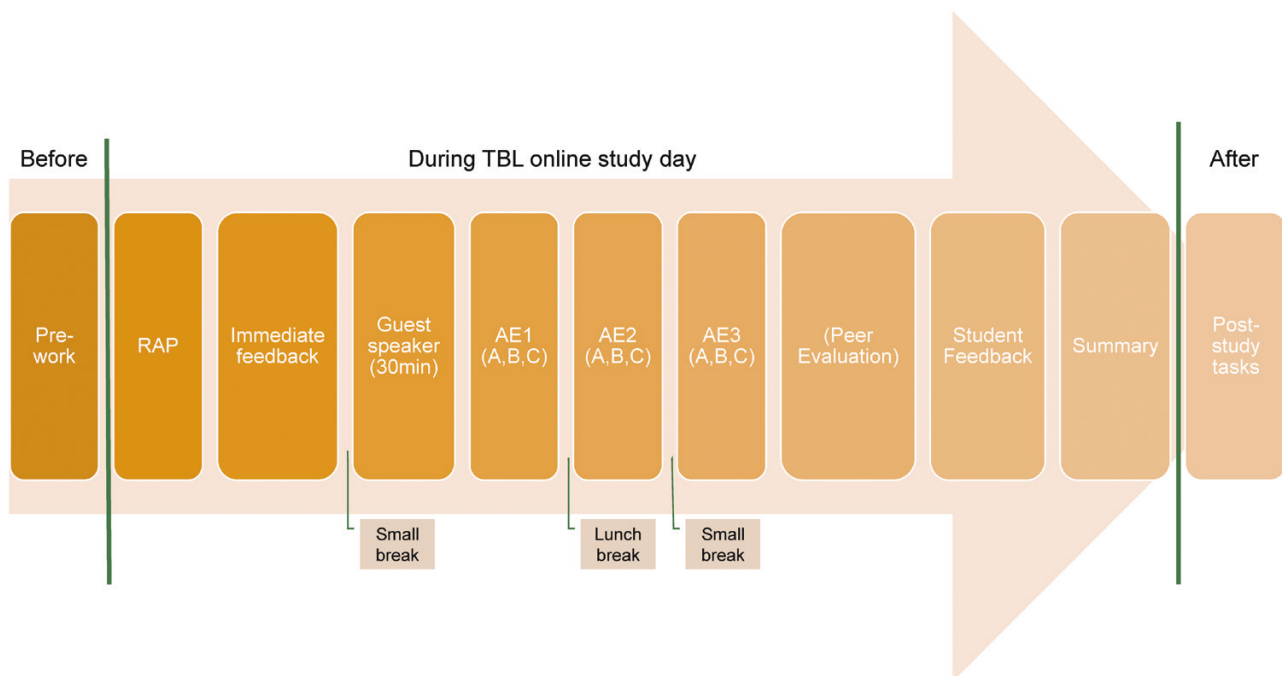 Before
During TBL online study day
After
Pre-
work
RAP
Immediate
feedback
Guest
speaker
(30min)
AE1
(A,B,C)
AE2
(A,B,C)
AE3
(A,B,C)
(Peer
Evaluation)
Student
Feedback
Summary
Post-
study
tasks
Small
break
Lunch
break
Small
break